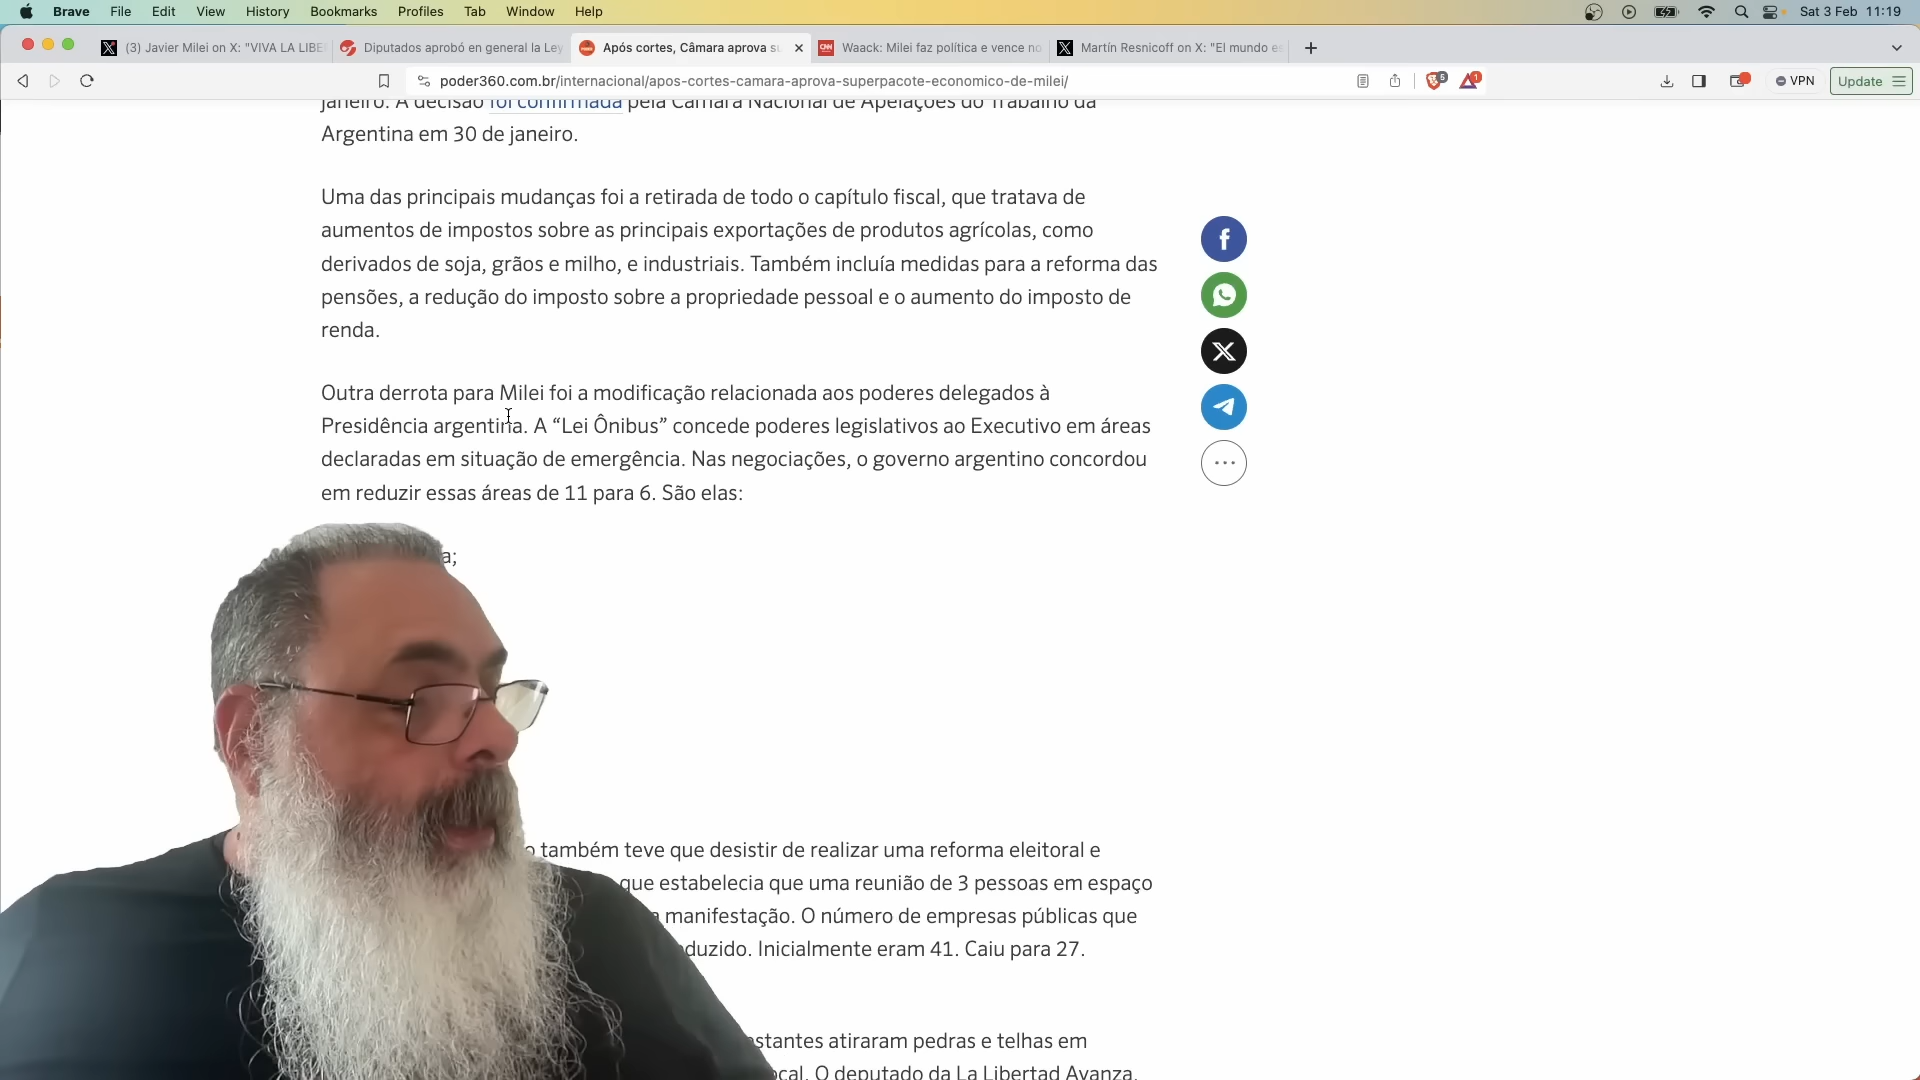 Brave File Edit View History Bookmarks Profiles Tab Window Help Sat 3 Feb 11:19
(3) Javier Milei on X: "VIVA LA LIBE
Diputados aprobó en general la Ley
Após cortes, Câmara aprova su
Waack: Milei faz política e vence no
Martín Resnicoff on X: "El mundo es
poder360.com.br/internacional/apos-cortes-camara-aprova-superpacote-economico-de-milei/
VPN
Update
janeiro. A decisão foi confirmada pela Câmara Nacional de Apelações do Trabalho da
Argentina em 30 de janeiro.
Uma das principais mudanças foi a retirada de todo o capítulo fiscal, que tratava de
aumentos de impostos sobre as principais exportações de produtos agrícolas, como
derivados de soja, grãos e milho, e industriais. Também incluía medidas para a reforma das
pensões, a redução do imposto sobre a propriedade pessoal e o aumento do imposto de
renda.
Outra derrota para Milei foi a modificação relacionada aos poderes delegados à
Presidência argentina. A “Lei Ônibus” concede poderes legislativos ao Executivo em áreas
declaradas em situação de emergência. Nas negociações, o governo argentino concordou
em reduzir essas áreas de 11 para 6. São elas:
a;
o também teve que desistir de realizar uma reforma eleitoral e
que estabelecia que uma reunião de 3 pessoas em espaço
manifestação. O número de empresas públicas que
duzido. Inicialmente eram 41. Caiu para 27.
stantes atiraram pedras e telhas em
ocal. O deputado da La Libertad Avanza,